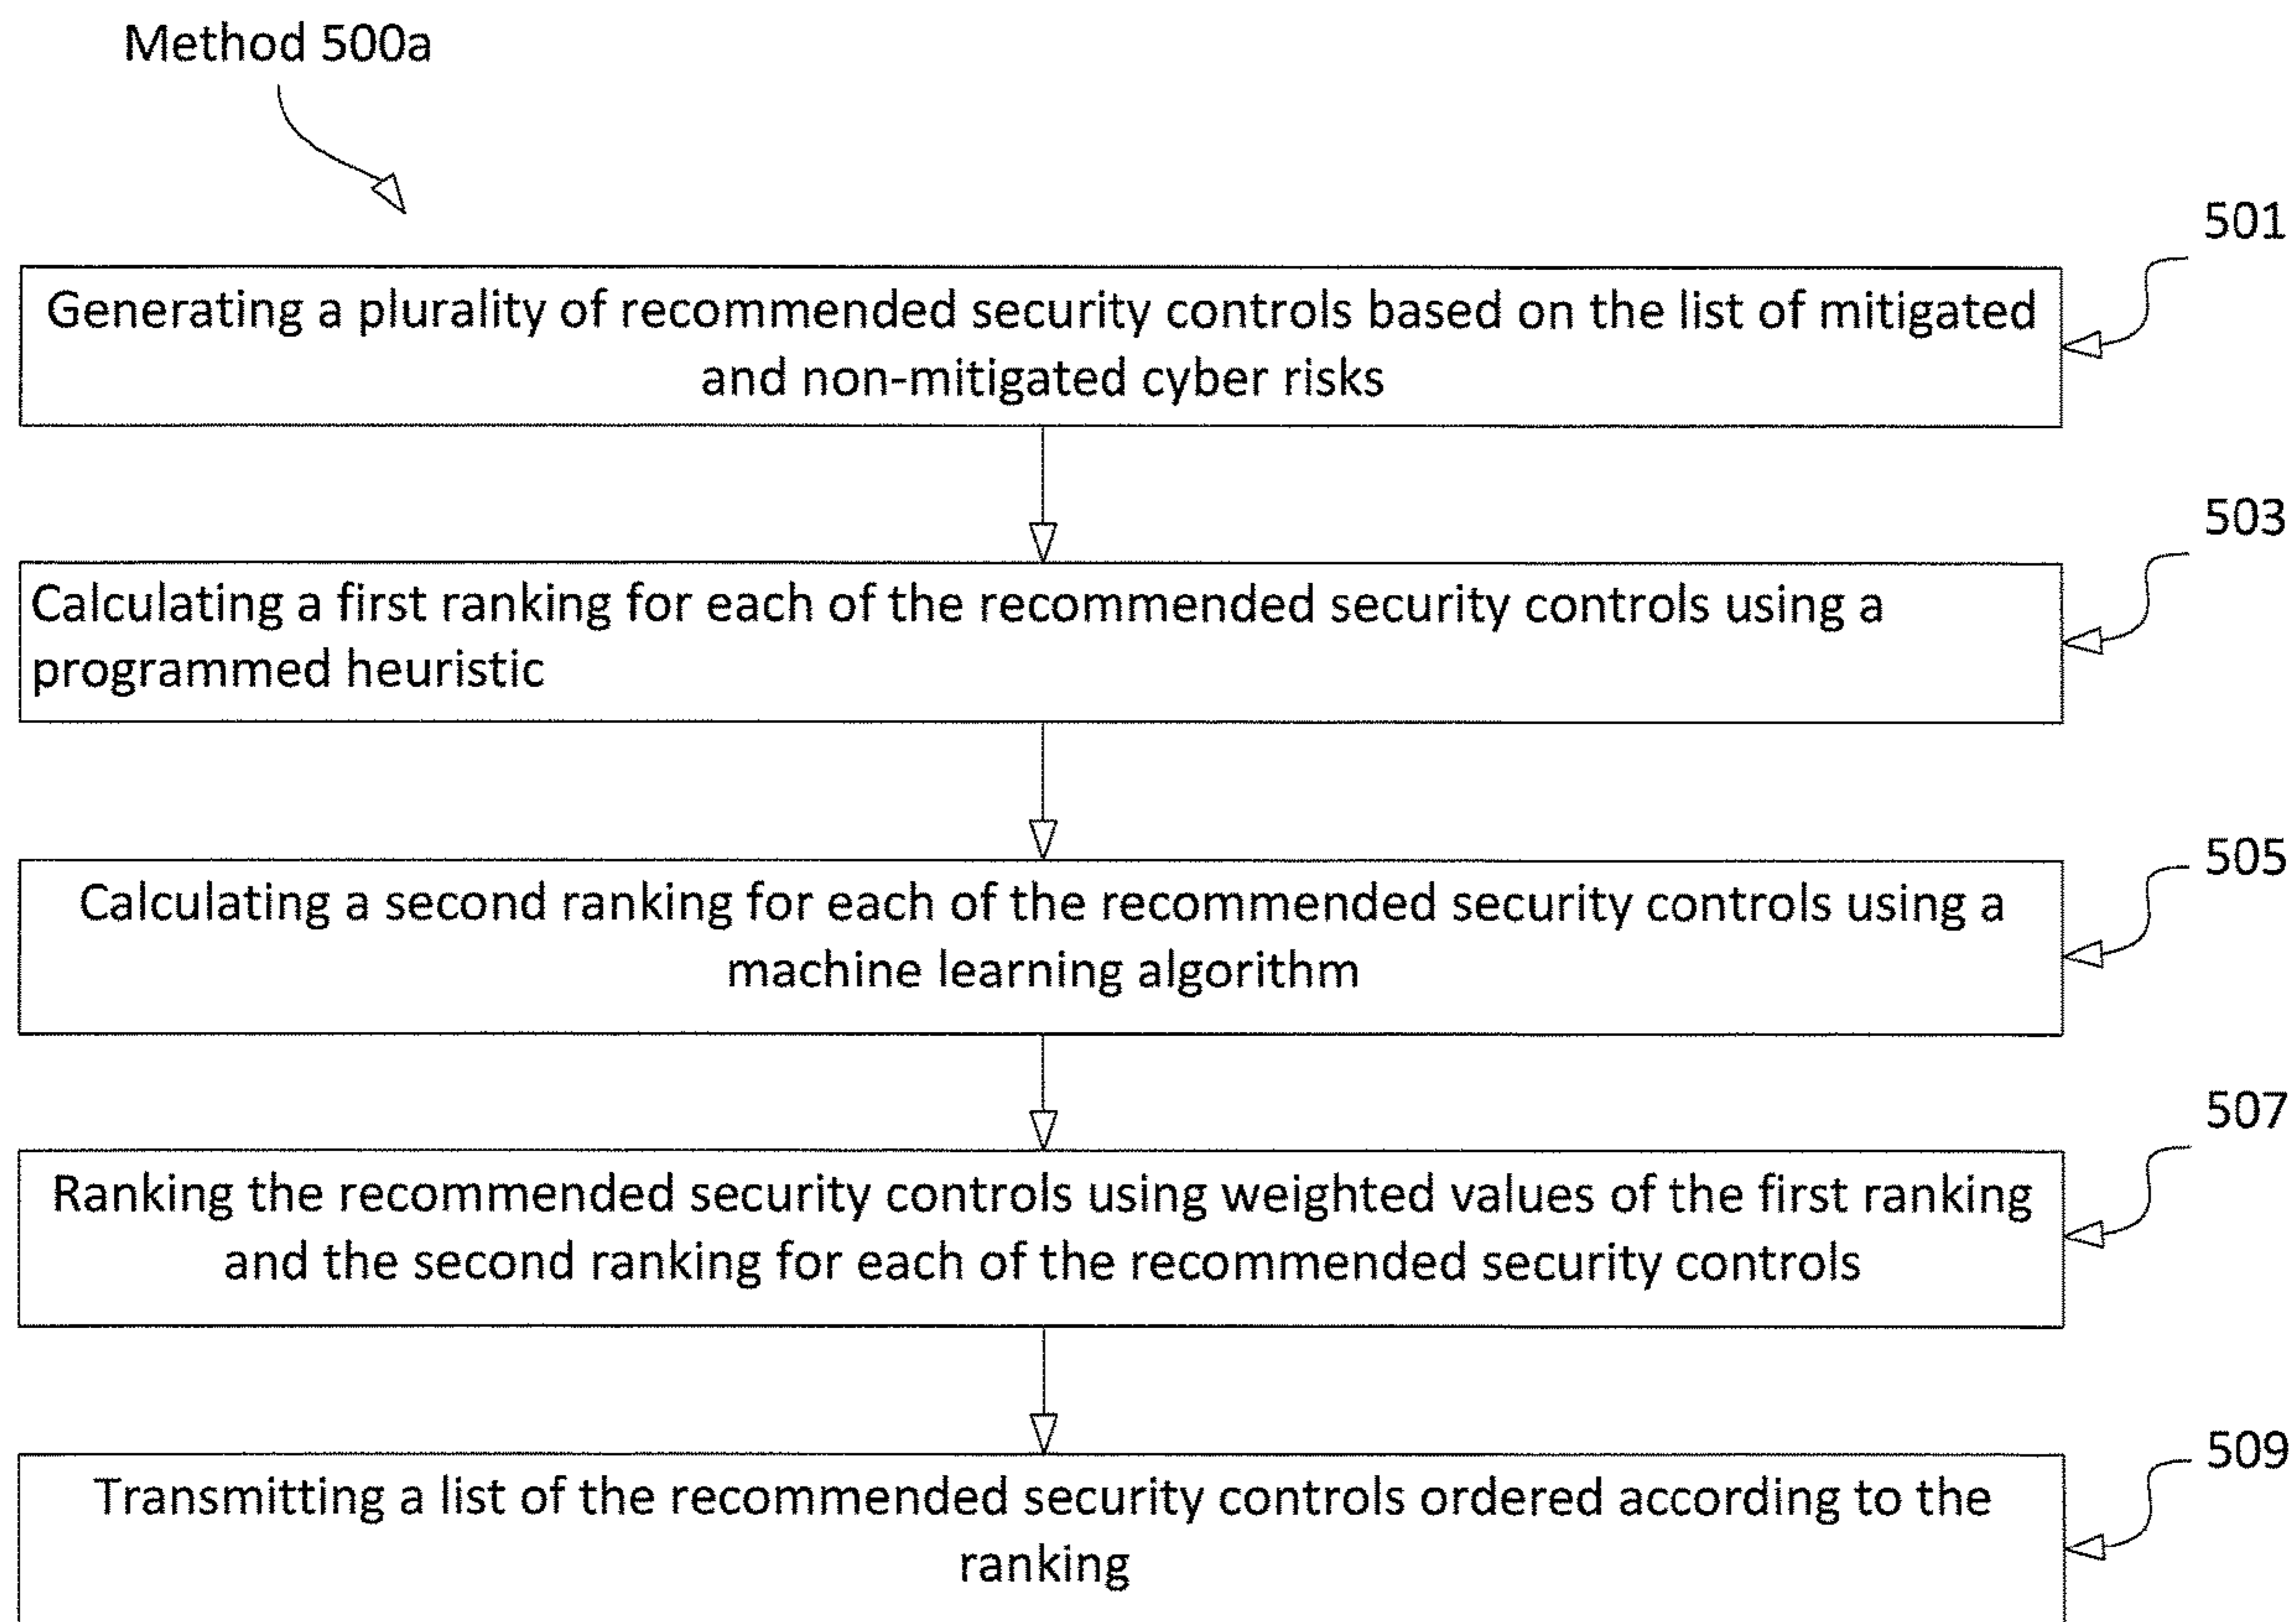 Method 500a
501
Generating a plurality of recommended security controls based on the list of mitigated
and non-mitigated cyber risks
503
Calculating a first ranking for each of the recommended security controls using a
programmed heuristic
505
Calculating a second ranking for each of the recommended security controls using a
machine learning algorithm
507
Ranking the recommended security controls using weighted values of the first ranking
and the second ranking for each of the recommended security controls
509
Transmitting a list of the recommended security controls ordered according to the
ranking